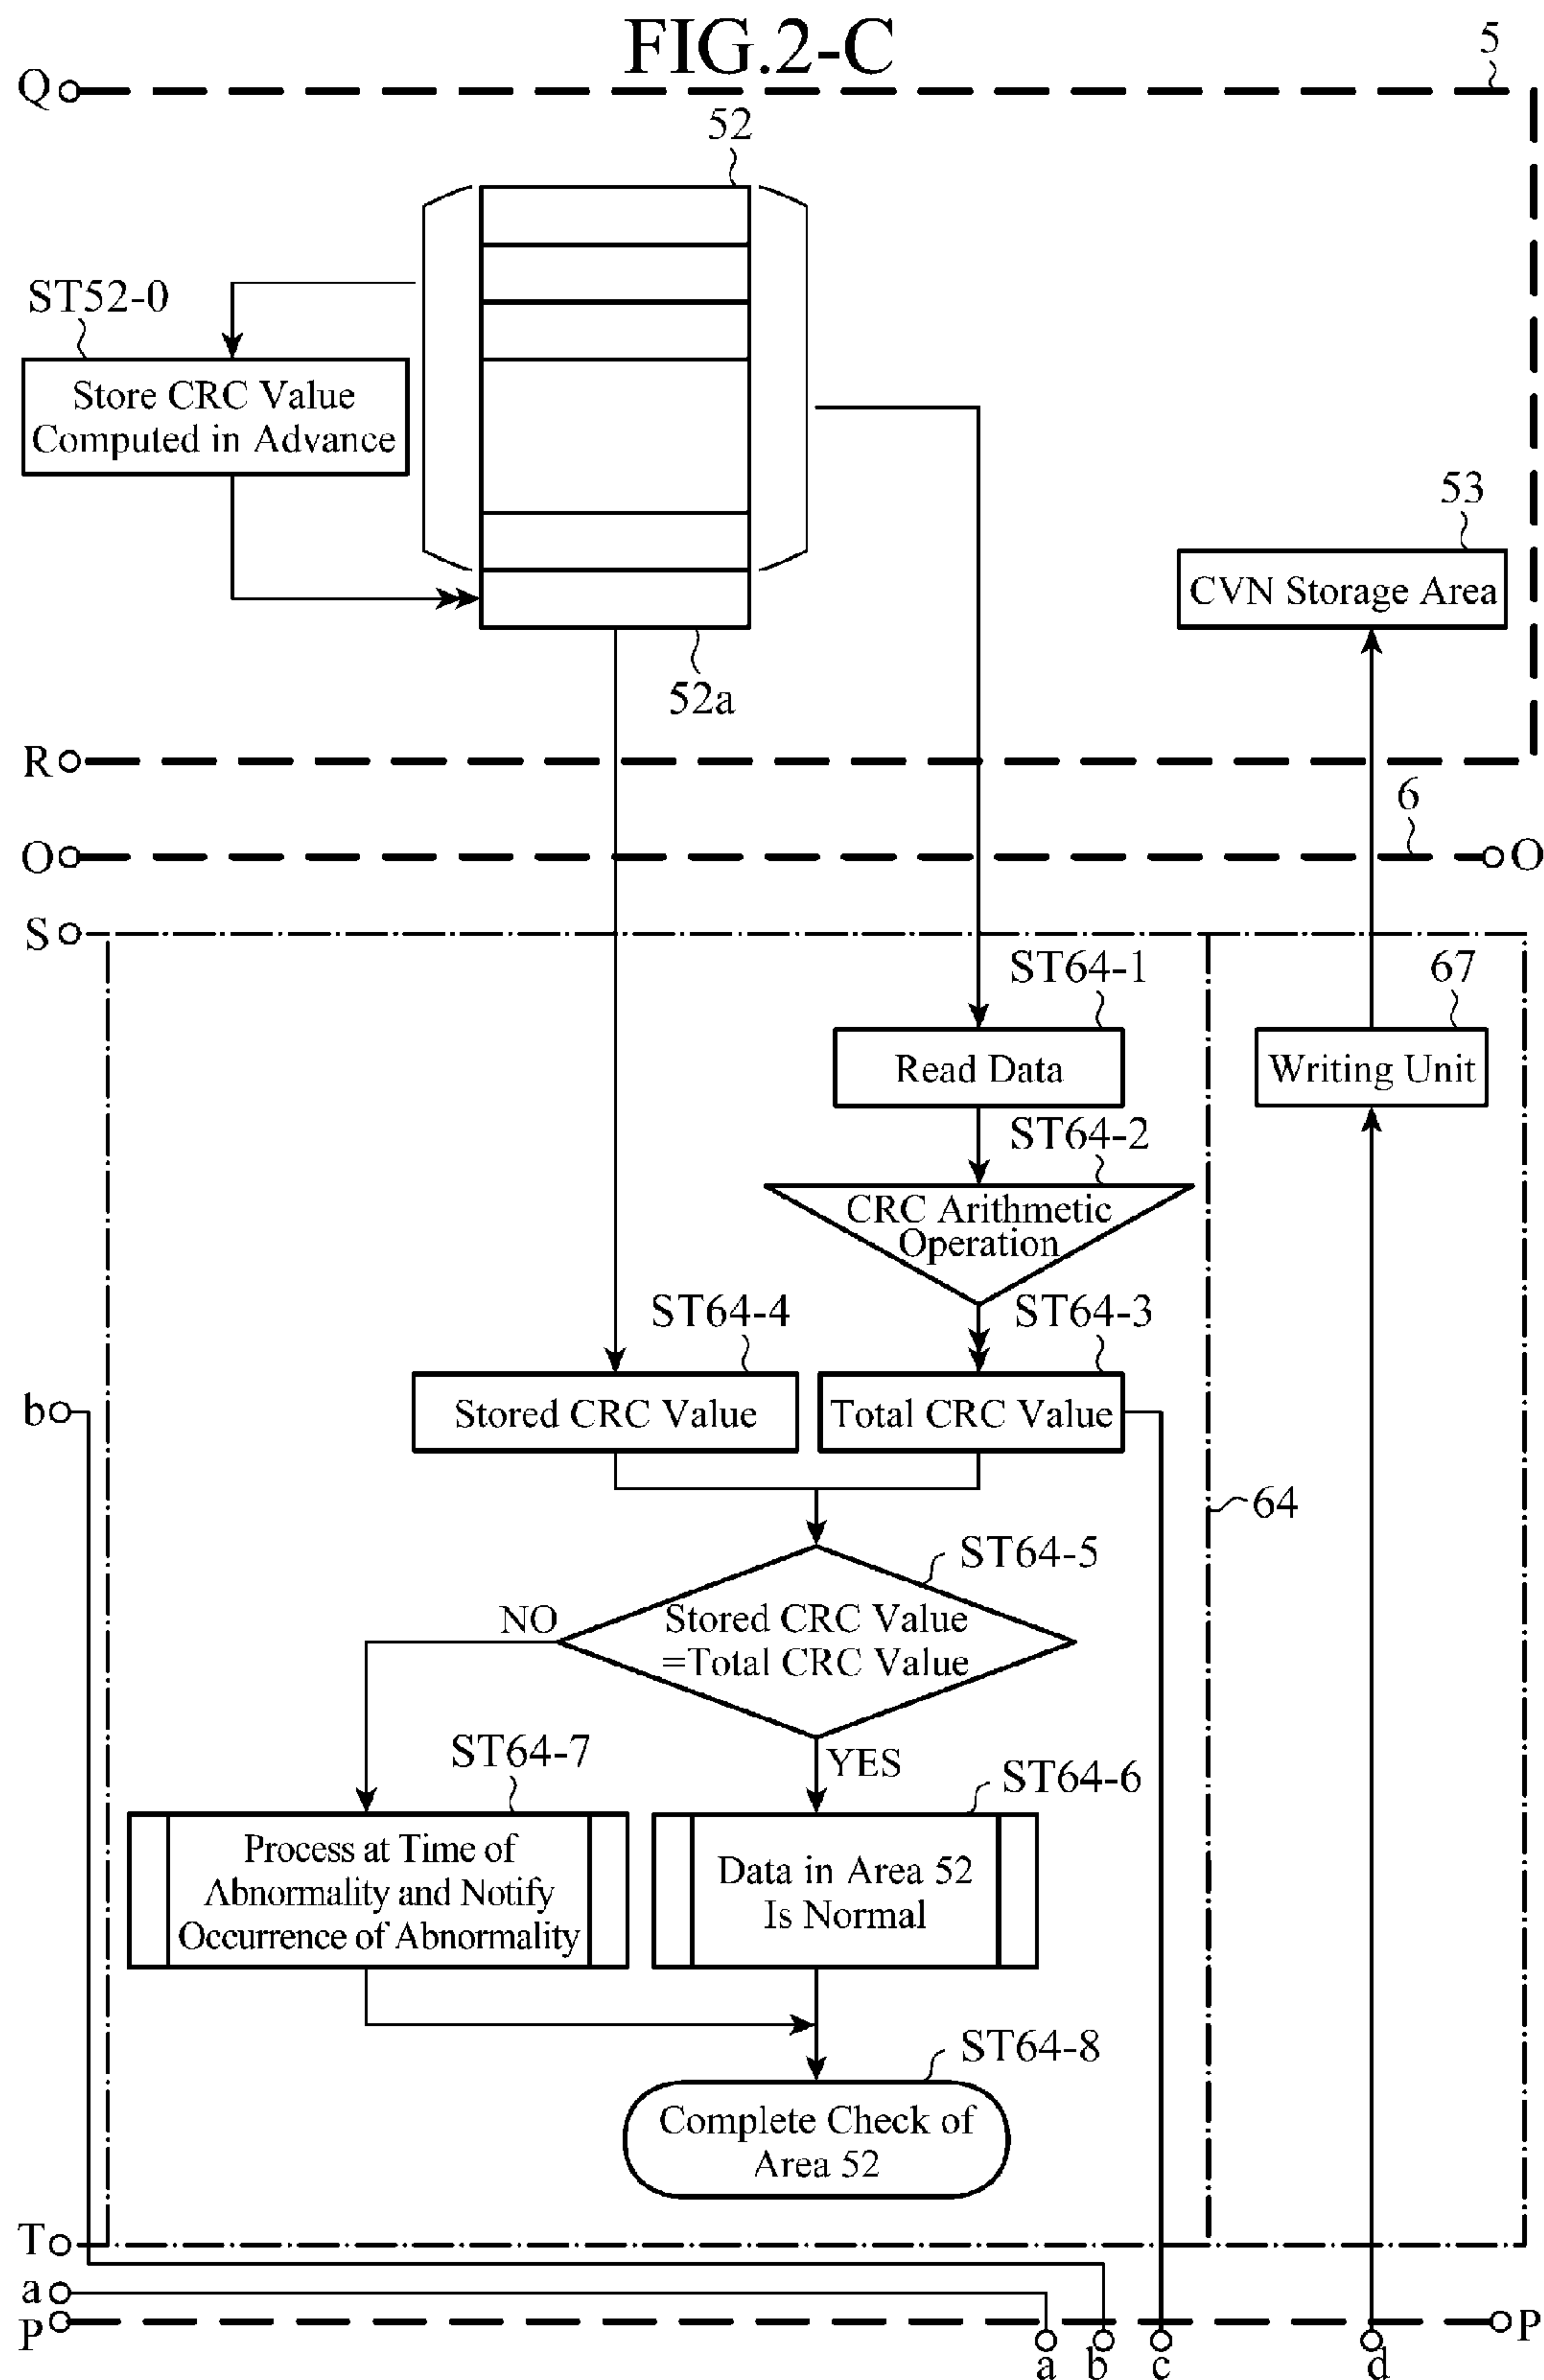 FIG.2-C
5
Q
52
ST52-0
Store CRC Value
Computed in Advance
53
CVN Storage Area
52a
R
6
O
O
S
ST64-1
67
Read Data
Writing Unit
ST64-2
CRC Arithmetic
Operation
ST64-4
ST64-3
b
Stored CRC Value
Total CRC Value
64
ST64-5
NO
Stored CRC Value
=Total CRC Value
ST64-7
YES
ST64-6
Process at Time of
Abnormality and Notify
Occurrence of Abnormality
Data in Area 52
Is Normal
ST64-8
Complete Check of
Area 52
T
a
P
P
a
b
c
d